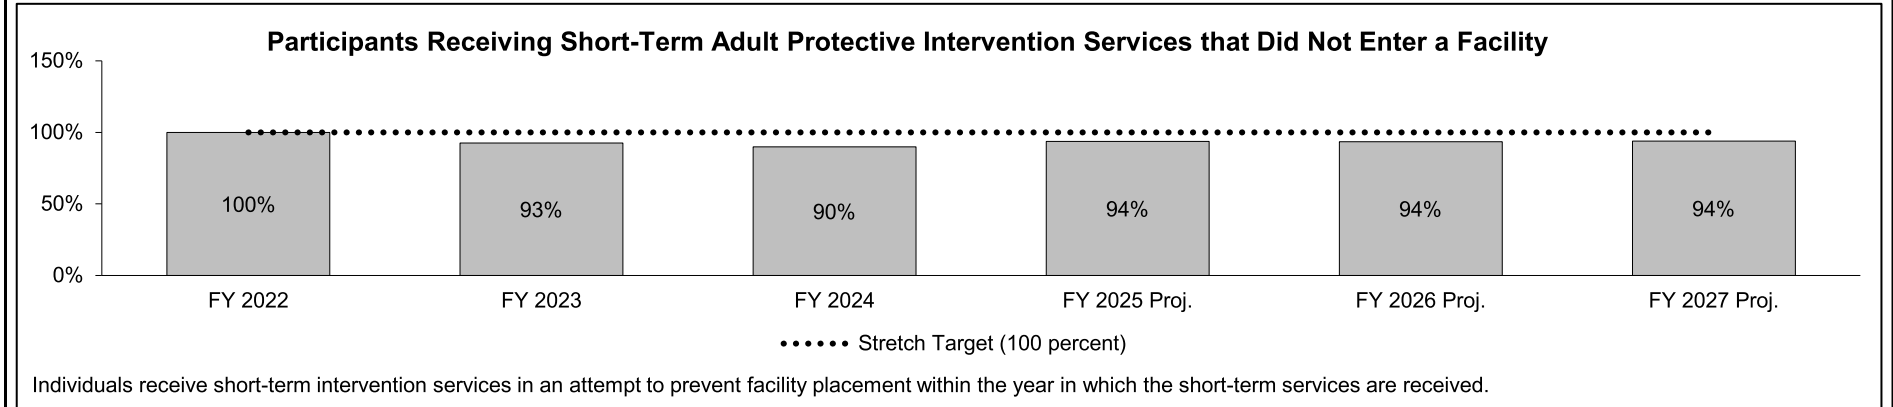 Participants Receiving Short-Term Adult Protective Intervention Services that Did Not Enter a Facility
150%
100%
50%
0%
100%
93%
90%
94%
94%
94%
FY 2022
FY 2023
FY 2024
FY 2025 Proj.
FY 2026 Proj.
FY 2027 Proj.
Stretch Target (100 percent)
Individuals receive short-term intervention services in an attempt to prevent facility placement within the year in which the short-term services are received.